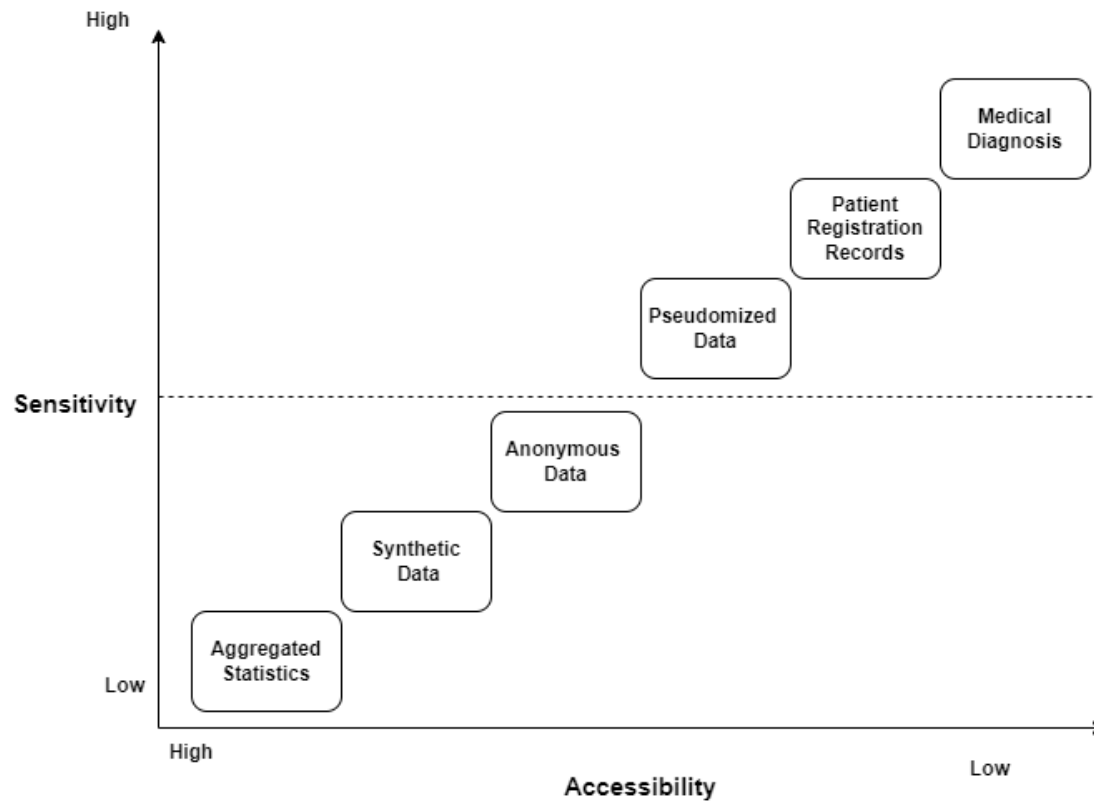 High
Medical
Diagnosis
Patient
Registration
Records
Pseudomized
Data
Sensitivity
Anonymous
Data
Synthetic
Data
Aggregated
Statistics
Low
High
Low
Accessibility